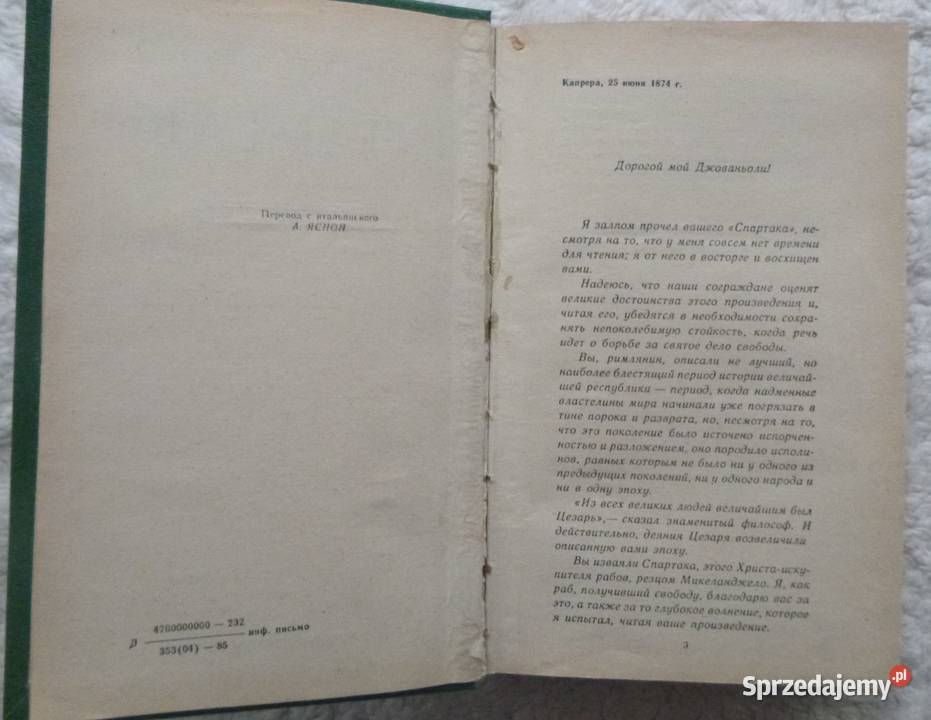 Перевод с итальянского
А. ЯСНОЙ
Д 4700000000 — 232
353(04) — 85
инф. письмо
Капрера, 25 июня 1874 г.
Дорогой мой Джованьоли!
Я залпом прочел вашего «Спартака», не-
смотря на то, что у меня совсем нет времени
для чтения; я от него в восторге и восхищен
вами.
Надеюсь, что наши сограждане оценят
великие достоинства этого произведения и,
читая его, убедятся в необходимости сохра-
нять непоколебимую стойкость, когда речь
идет о борьбе за святое дело свободы.
Вы, римлянин, описали не лучший, но
наиболее блестящий период истории величай-
шей республики — период, когда надменные
властелины мира начинали уже погрязать в
тине порока и разврата, но, несмотря на то,
что это поколение было источено испорчен-
ностью и разложением, оно породило исполи-
нов, равных которым не было ни у одного из
предыдущих поколений, ни у одного народа и
ни в одну эпоху.
«Из всех великих людей величайшим был
Цезарь»,— сказал знаменитый философ. И
действительно, деяния Цезаря возвеличили
описанную вами эпоху.
Вы изваяли Спартака, этого Христа-иску-
пителя рабов, резцом Микеланджело. Я, как
раб, получивший свободу, благодарю вас за
это, а также за то глубокое волнение, которое
я испытал, читая ваше произведение.
3
Sprzedajemy.pl